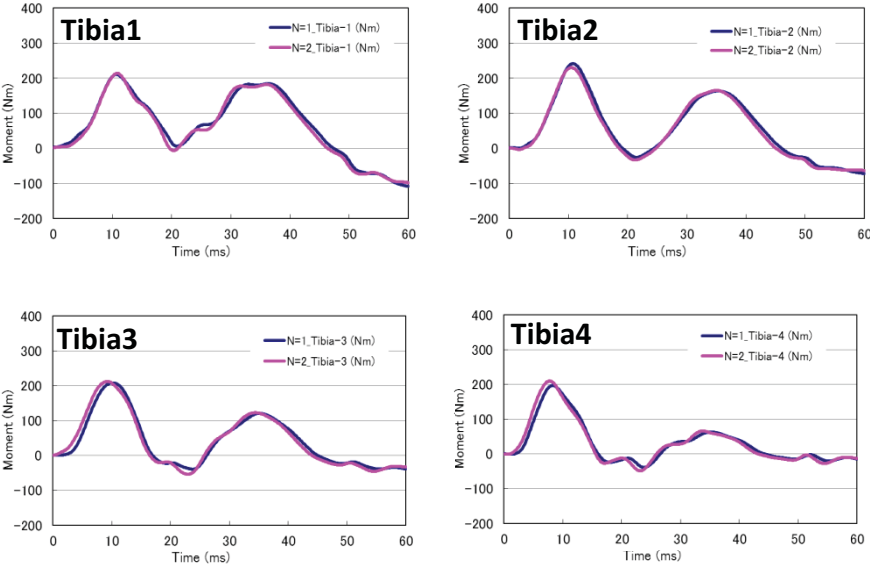 Tibia1
N=1_Tibia-1 (Nm)
N=2_Tibia-1 (Nm)
Moment (Nm)
400
300
200
100
0
-100
-200
0 10 20 30 40 50 60
Time (ms)
Tibia2
N=1_Tibia-2 (Nm)
N=2_Tibia-2 (Nm)
Moment (Nm)
400
300
200
100
0
-100
-200
0 10 20 30 40 50 60
Time (ms)
Tibia3
N=1_Tibia-3 (Nm)
N=2_Tibia-3 (Nm)
Moment (Nm)
400
300
200
100
0
-100
-200
0 10 20 30 40 50 60
Time (ms)
Tibia4
N=1_Tibia-4 (Nm)
N=2_Tibia-4 (Nm)
Moment (Nm)
400
300
200
100
0
-100
-200
0 10 20 30 40 50 60
Time (ms)